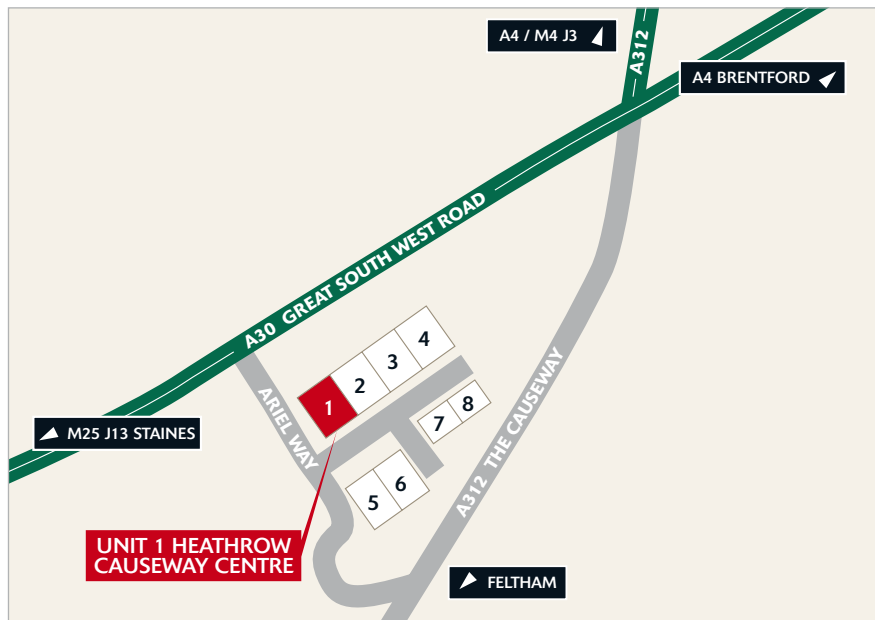 A4 / M4 J3
A312
A4 BRENTFORD
A30 GREAT SOUTH WEST ROAD
4
3
2
1
8
7
6
5
ARIEL WAY
A312 THE CAUSEWAY
M25 J13 STAINES
UNIT 1 HEATHROW
CAUSEWAY CENTRE
FELTHAM